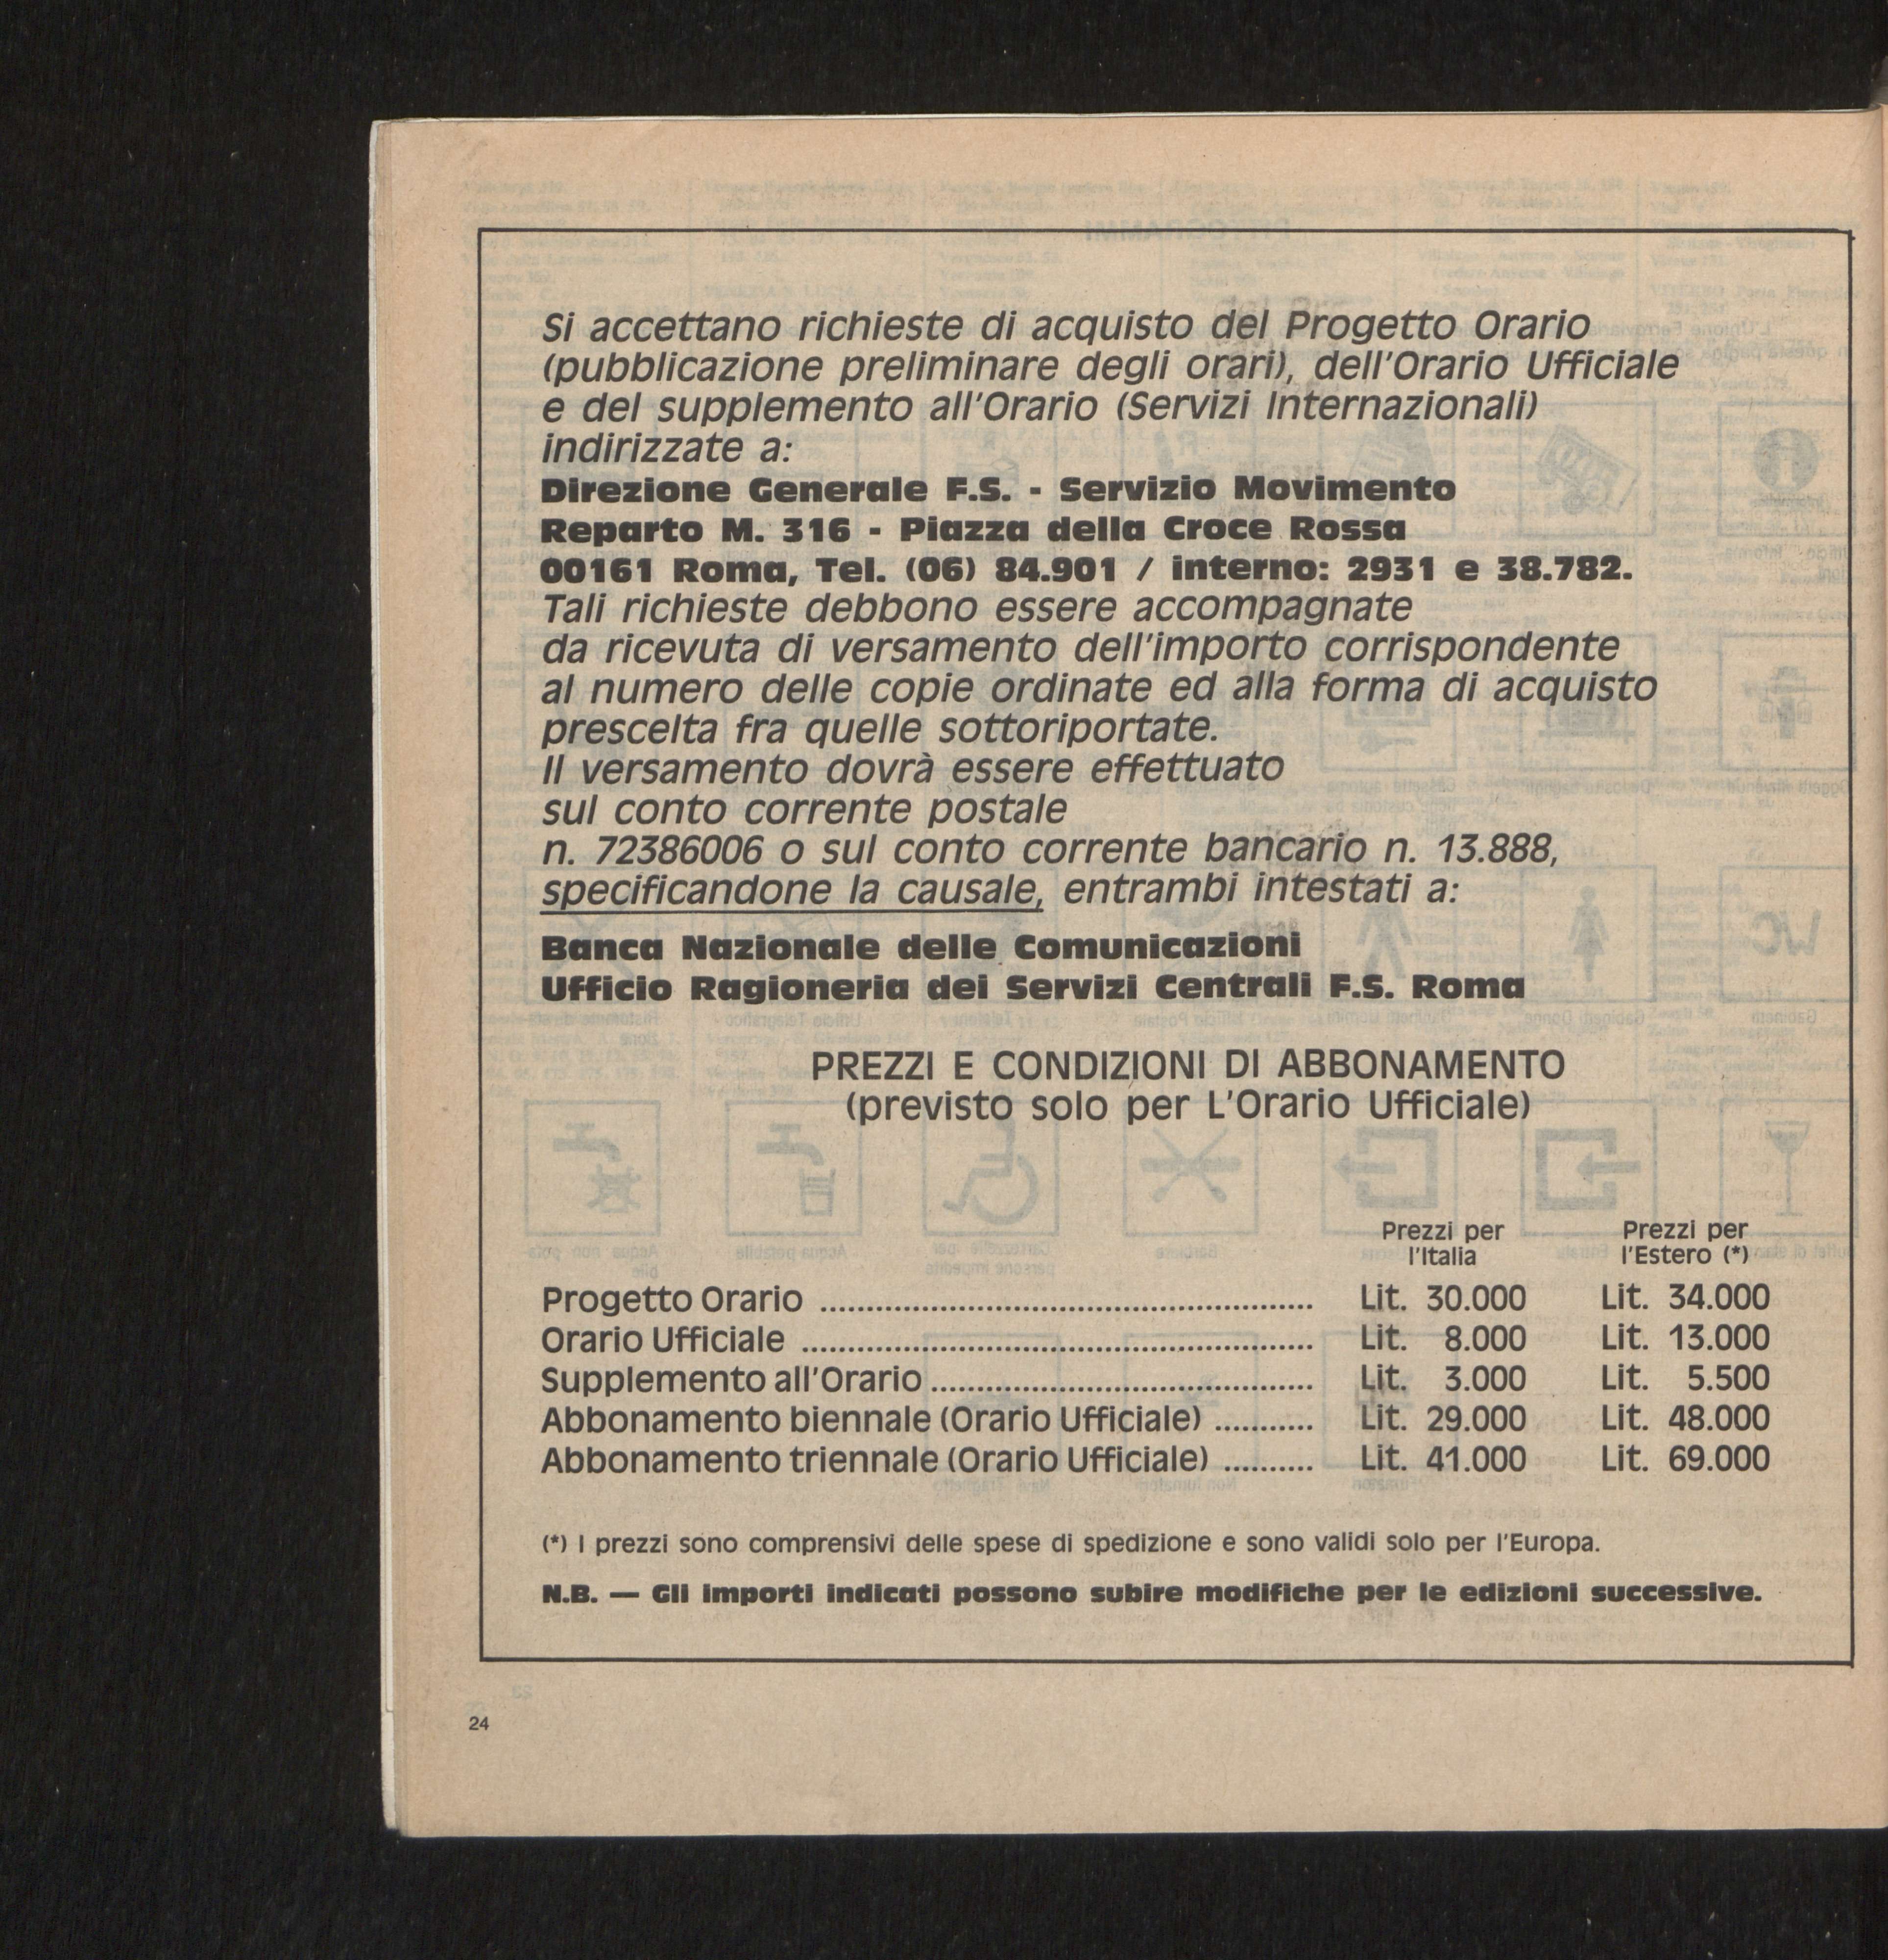 Si accettano richieste di acquisto del Progetto Orario
(pubblicazione preliminare degli orari), dell'Orario Ufficiale
e del supplemento all'Orario (Servizi Internazionali)
indirizzate a:
Direzione Generale F.S. - Servizio Movimento
Reparto M. 316 - Piazza della Croce Rossa
00161 Roma, Tel. (06) 84.901 / interno: 2931 e 38.782.
Tali richieste debbono essere accompagnate
da ricevuta di versamento dell'importo corrispondente
al numero delle copie ordinate ed alla forma di acquisto
prescelta fra quelle sottoriportate.
Il versamento dovrà essere effettuato
sul conto corrente postale
n. 72386006 o sul conto corrente bancario n. 13.888,
specificandone la causale, entrambi intestati a:
Banca Nazionale delle Comunicazioni
Ufficio Ragioneria dei Servizi Centrali F.S. Roma
PREZZI E CONDIZIONI DI ABBONAMENTO
(previsto solo per L'Orario Ufficiale)
Prezzi per l'Italia Prezzi per l'Estero (*)
Progetto Orario ..................................................... Lit. 30.000 Lit. 34.000
Orario Ufficiale ....................................................... Lit. 8.000 Lit. 13.000
Supplemento all'Orario ......................................... Lit. 3.000 Lit. 5.500
Abbonamento biennale (Orario Ufficiale) ........... Lit. 29.000 Lit. 48.000
Abbonamento triennale (Orario Ufficiale) .......... Lit. 41.000 Lit. 69.000
(*) I prezzi sono comprensivi delle spese di spedizione e sono validi solo per l'Europa.
N.B. — Gli importi indicati possono subire modifiche per le edizioni successive.
24